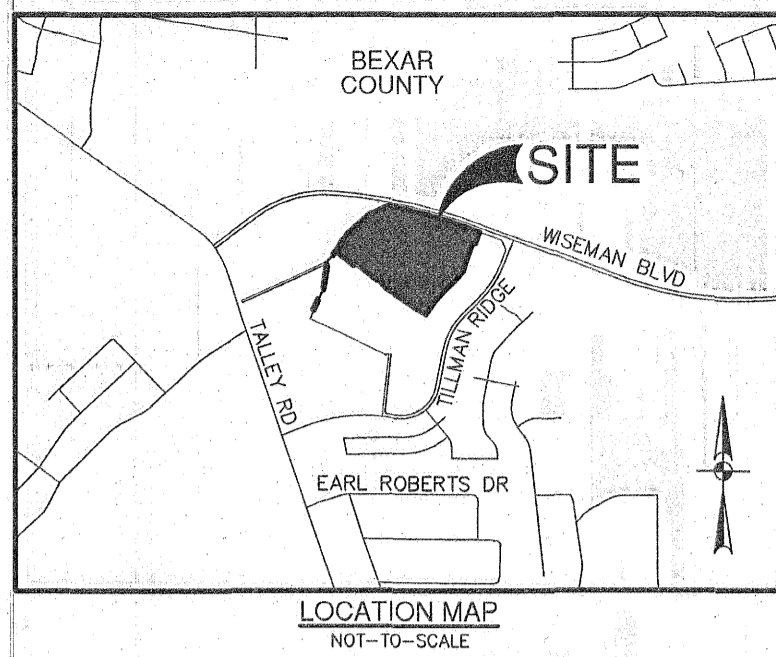 BEXAR
COUNTY
SITE
WISEMAN BLVD
TILLMAN RIDGE
TALLEY RD
EARL ROBERTS DR
LOCATION MAP
NOT-TO-SCALE